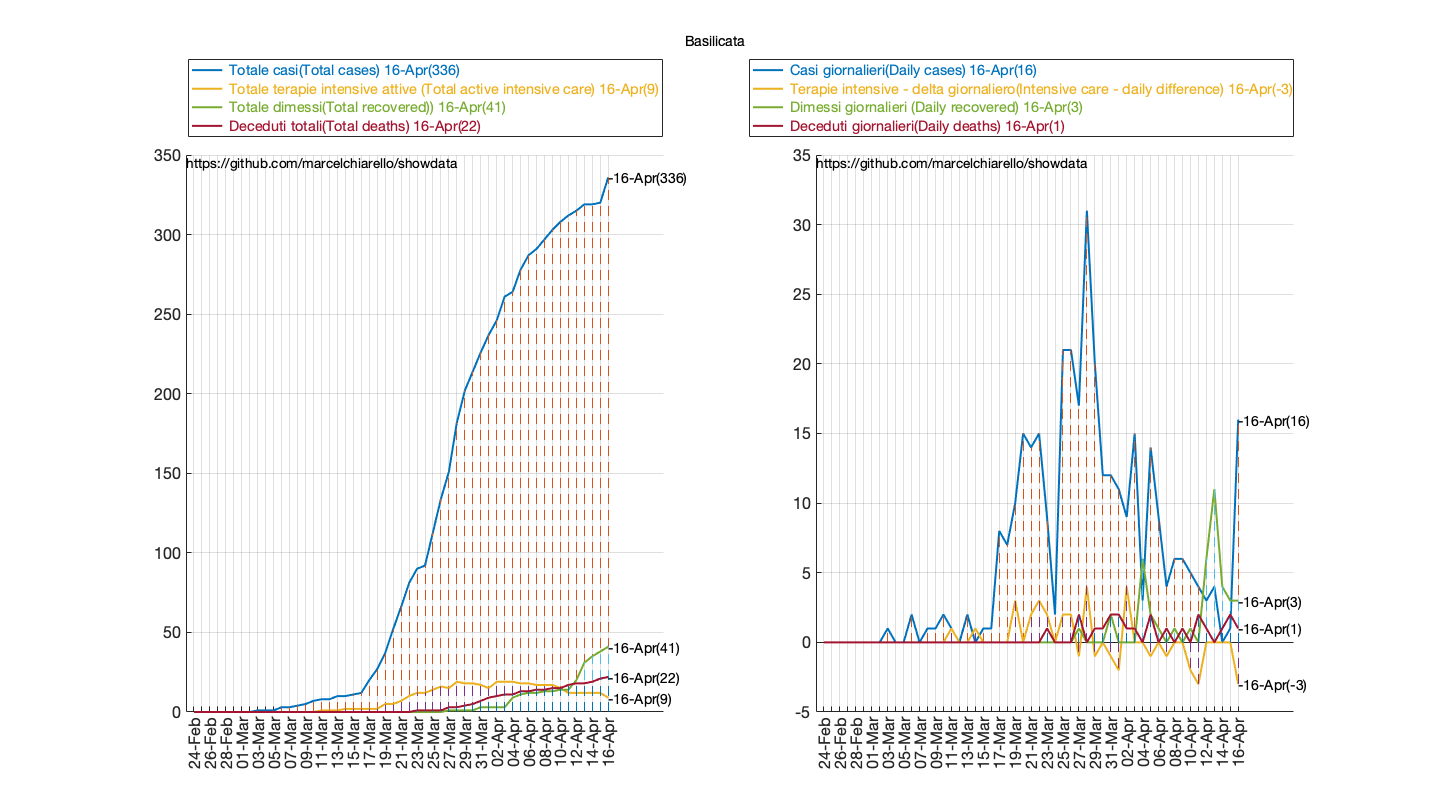 Basilicata
Totale casi(Total cases) 16-Apr(336)
Totale terapie intensive attive (Total active intensive care) 16-Apr(9)
Totale dimessi(Total recovered)) 16-Apr(41)
Deceduti totali(Total deaths) 16-Apr(22)
350
https://github.com/marcelchiarello/showdata
16-Apr(336)
300
250
200
150
100
50
16-Apr(41)
16-Apr(22)
16-Apr(9)
0
24-Feb
26-Feb
28-Feb
01-Mar
03-Mar
05-Mar
07-Mar
09-Mar
11-Mar
13-Mar
15-Mar
17-Mar
19-Mar
21-Mar
23-Mar
25-Mar
27-Mar
29-Mar
31-Mar
02-Apr
04-Apr
06-Apr
08-Apr
10-Apr
12-Apr
14-Apr
16-Apr
Casi giornalieri(Daily cases) 16-Apr(16)
Terapie intensive - delta giornaliero(Intensive care - daily difference) 16-Apr(-3)
Dimessi giornalieri (Daily recovered) 16-Apr(3)
Deceduti giornalieri(Daily deaths) 16-Apr(1)
35
https://github.com/marcelchiarello/showdata
30
25
20
15
16-Apr(16)
10
5
16-Apr(3)
16-Apr(1)
0
16-Apr(-3)
-5
24-Feb
26-Feb
28-Feb
01-Mar
03-Mar
05-Mar
07-Mar
09-Mar
11-Mar
13-Mar
15-Mar
17-Mar
19-Mar
21-Mar
23-Mar
25-Mar
27-Mar
29-Mar
31-Mar
02-Apr
04-Apr
06-Apr
08-Apr
10-Apr
12-Apr
14-Apr
16-Apr